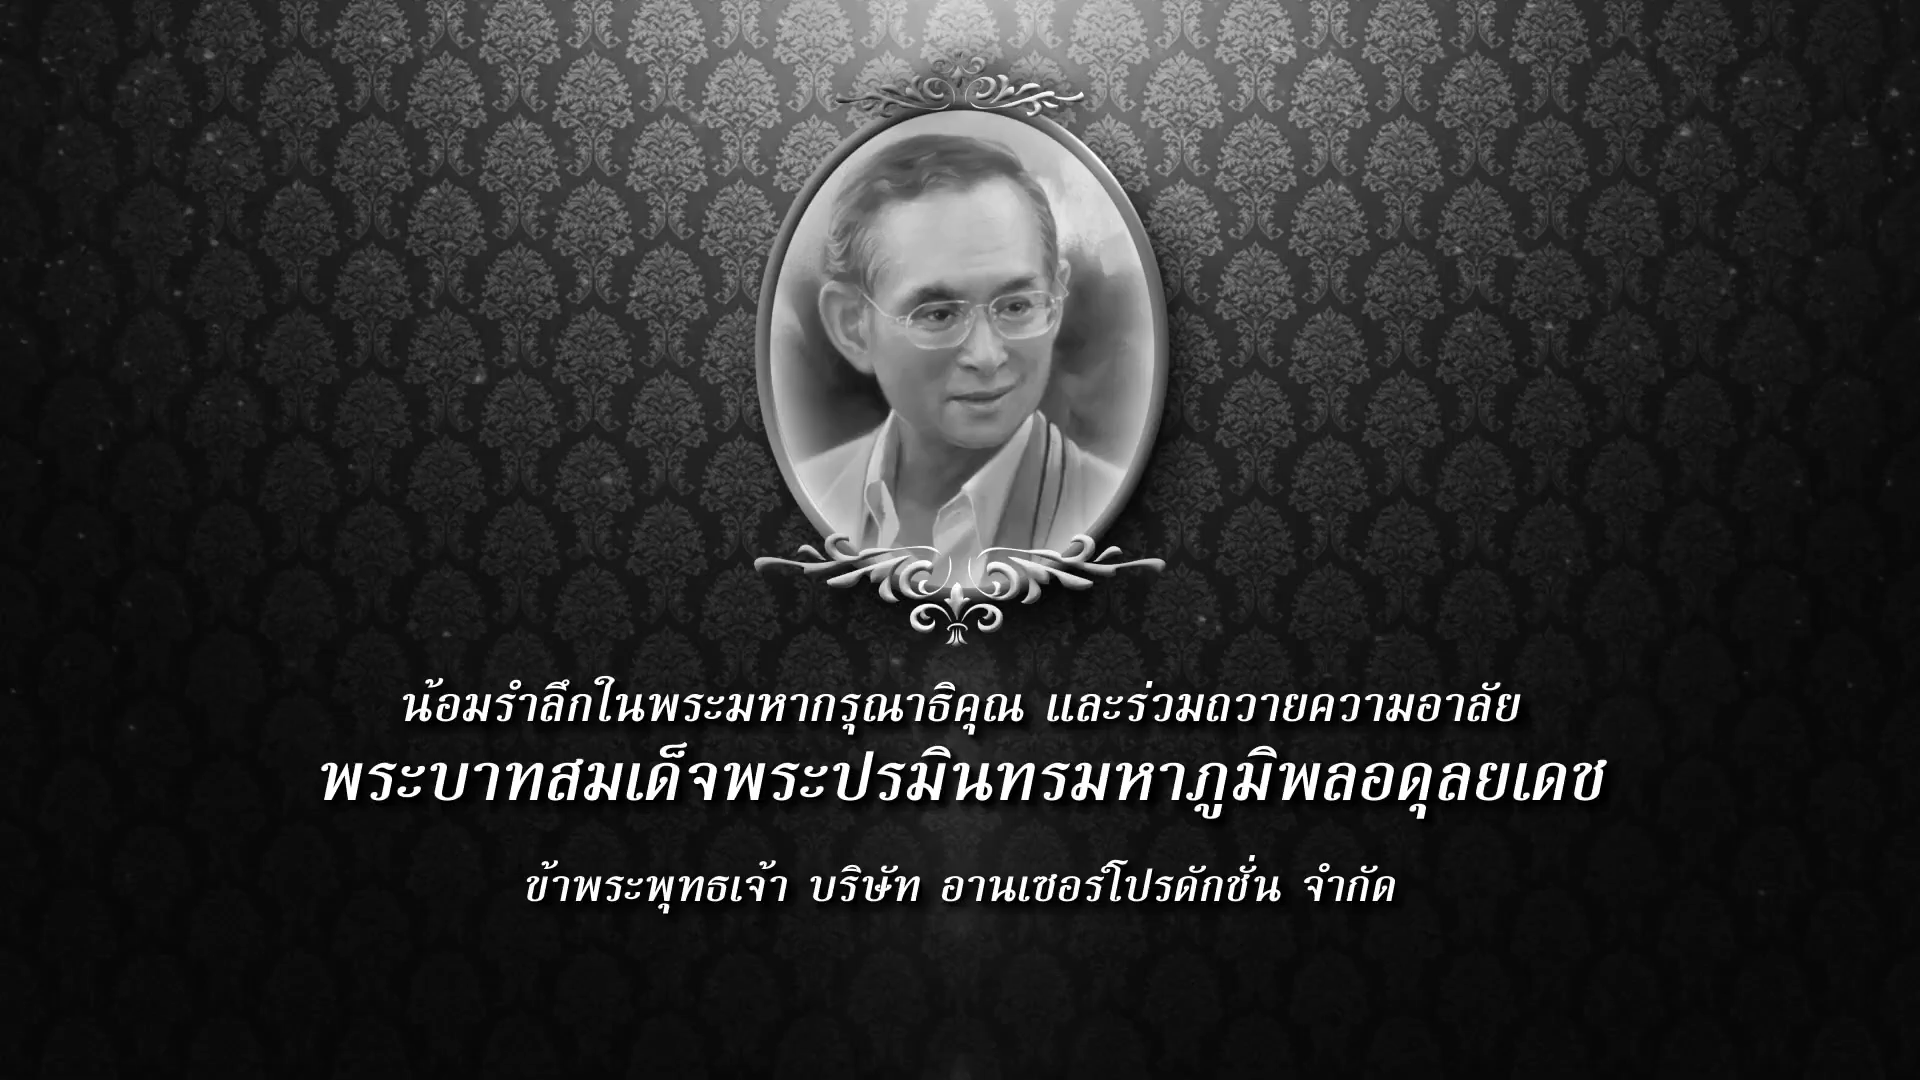 น้อมรำลึกในพระมหากรุณาธิคุณ และร่วมถวายความอาลัย
พระบาทสมเด็จพระปรมินทรมหาภูมิพลอดุลยเดช
ข้าพระพุทธเจ้า บริษัท อานเซอร์โปรดักชั่น จำกัด